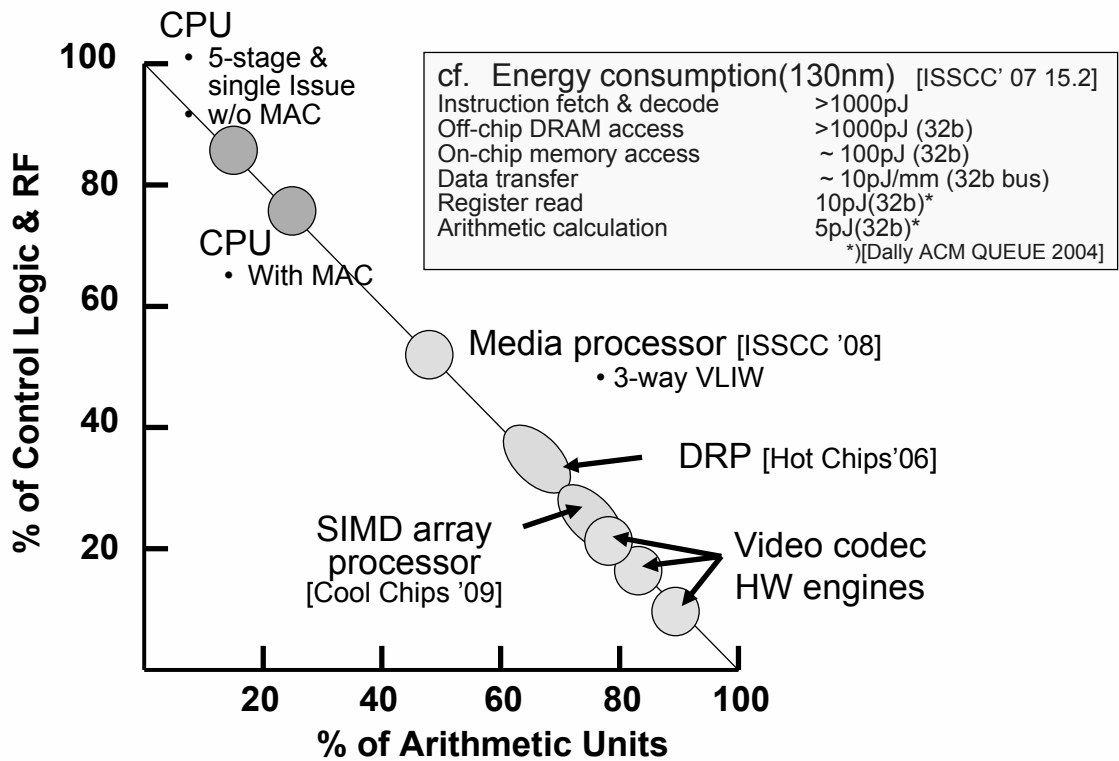 CPU
• 5-stage &
single Issue
• w/o MAC
cf. Energy consumption(130nm) [ISSCC' 07 15.2]
Instruction fetch & decode >1000pJ
Off-chip DRAM access >1000pJ (32b)
On-chip memory access ~ 100pJ (32b)
Data transfer ~ 10pJ/mm (32b bus)
Register read 10pJ(32b)*
Arithmetic calculation 5pJ(32b)*
*)[Dally ACM QUEUE 2004]
% of Control Logic & RF
100
80
60
40
20
CPU
• With MAC
Media processor [ISSCC '08]
• 3-way VLIW
DRP [Hot Chips'06]
SIMD array
processor
[Cool Chips '09]
Video codec
HW engines
20 40 60 80 100
% of Arithmetic Units